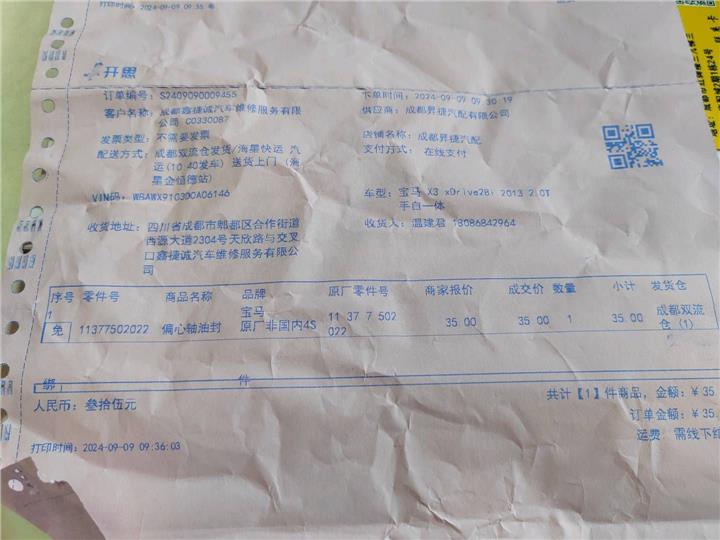 打印时间：2024-09-09 09:36
开思
订单编号：S2409090009455
卡单时间：2024-09-09 09 30 19
客户名称：成都鑫捷诚汽车维修服务有限
公司 C0330087
供应商：成都昇捷汽配有限公司
发票类型：不需要发票
店铺名称：成都昇捷汽配
配送方式：成都双流仓发货/海星快运 汽
运(10 40发车) 送货上门 (海
星金恒德站)
支付方式： 在线支付
VIN码：WBAWX910300A06146
车型：宝马 X3 xDrive28i 2013 2.0T
手自一体
收货地址：四川省成都市郫都区合作街道
西源大道2304号天欣路与交叉
口鑫捷诚汽车维修服务有限公
司
收货人：温建君 18086842964
序号 零件号 商品名称 品牌 原厂零件号 商家报价 成交价 数量 小计 发货仓
1 免 11377502022 偏心轴油封 宝马 原厂非国内4S 11 37 7 502 022 35 00 35 00 1 35 00 成都双流仓 (1)
绑 件
共计【1】件商品，金额：￥35.
人民币：叁拾伍元
订单金额：￥35.
运费 需线下结
打印时间：2024-09-09 09:36:03